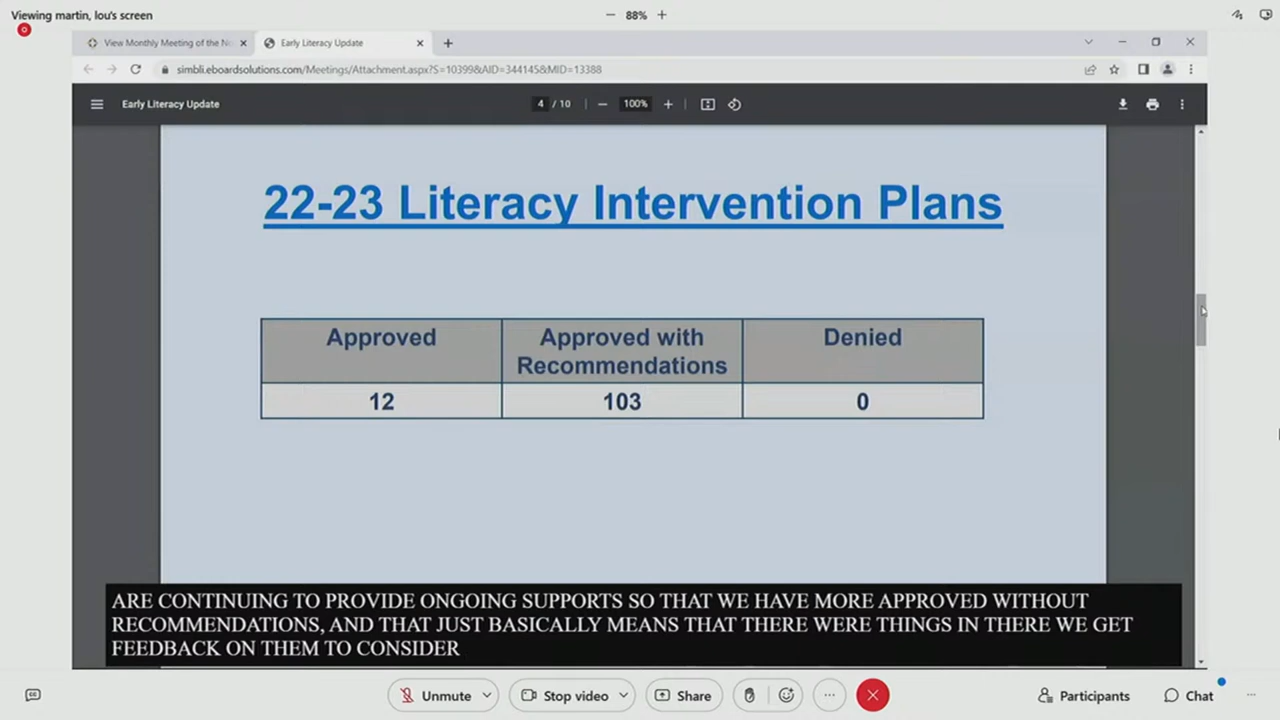 Viewing martin, lou's screen
88%
View Monthly Meeting of the No
Early Literacy Update
simbli.eboardsolutions.com/Meetings/Attachment.aspx?S=10399&AID=344145&MID=13388
Early Literacy Update
4 / 10
100%
22-23 Literacy Intervention Plans
Approved
Approved with
Recommendations
Denied
12
103
0
ARE CONTINUING TO PROVIDE ONGOING SUPPORTS SO THAT WE HAVE MORE APPROVED WITHOUT
RECOMMENDATIONS, AND THAT JUST BASICALLY MEANS THAT THERE WERE THINGS IN THERE WE GET
FEEDBACK ON THEM TO CONSIDER
Unmute
Stop video
Share
Participants
Chat